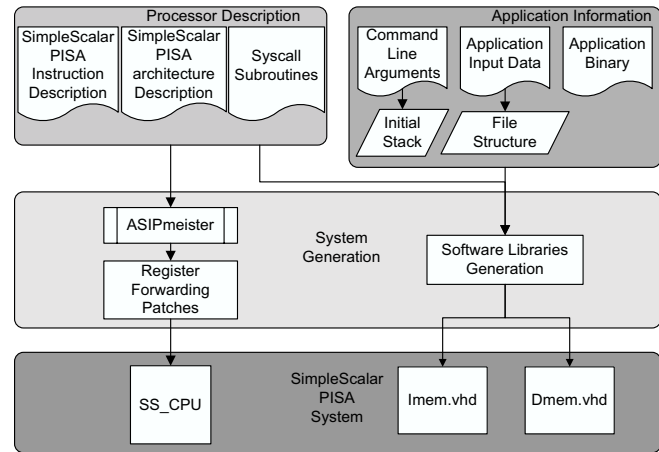 Processor Description
SimpleScalar
PISA
Instruction
Description
SimpleScalar
PISA
architecture
Description
Syscall
Subroutines
Application Information
Command
Line
Arguments
Application
Input Data
Application
Binary
Initial
Stack
File
Structure
ASIPmeister
Register
Forwarding
Patches
System
Generation
Software Libraries
Generation
SS_CPU
SimpleScalar
PISA
System
Imem.vhd
Dmem.vhd